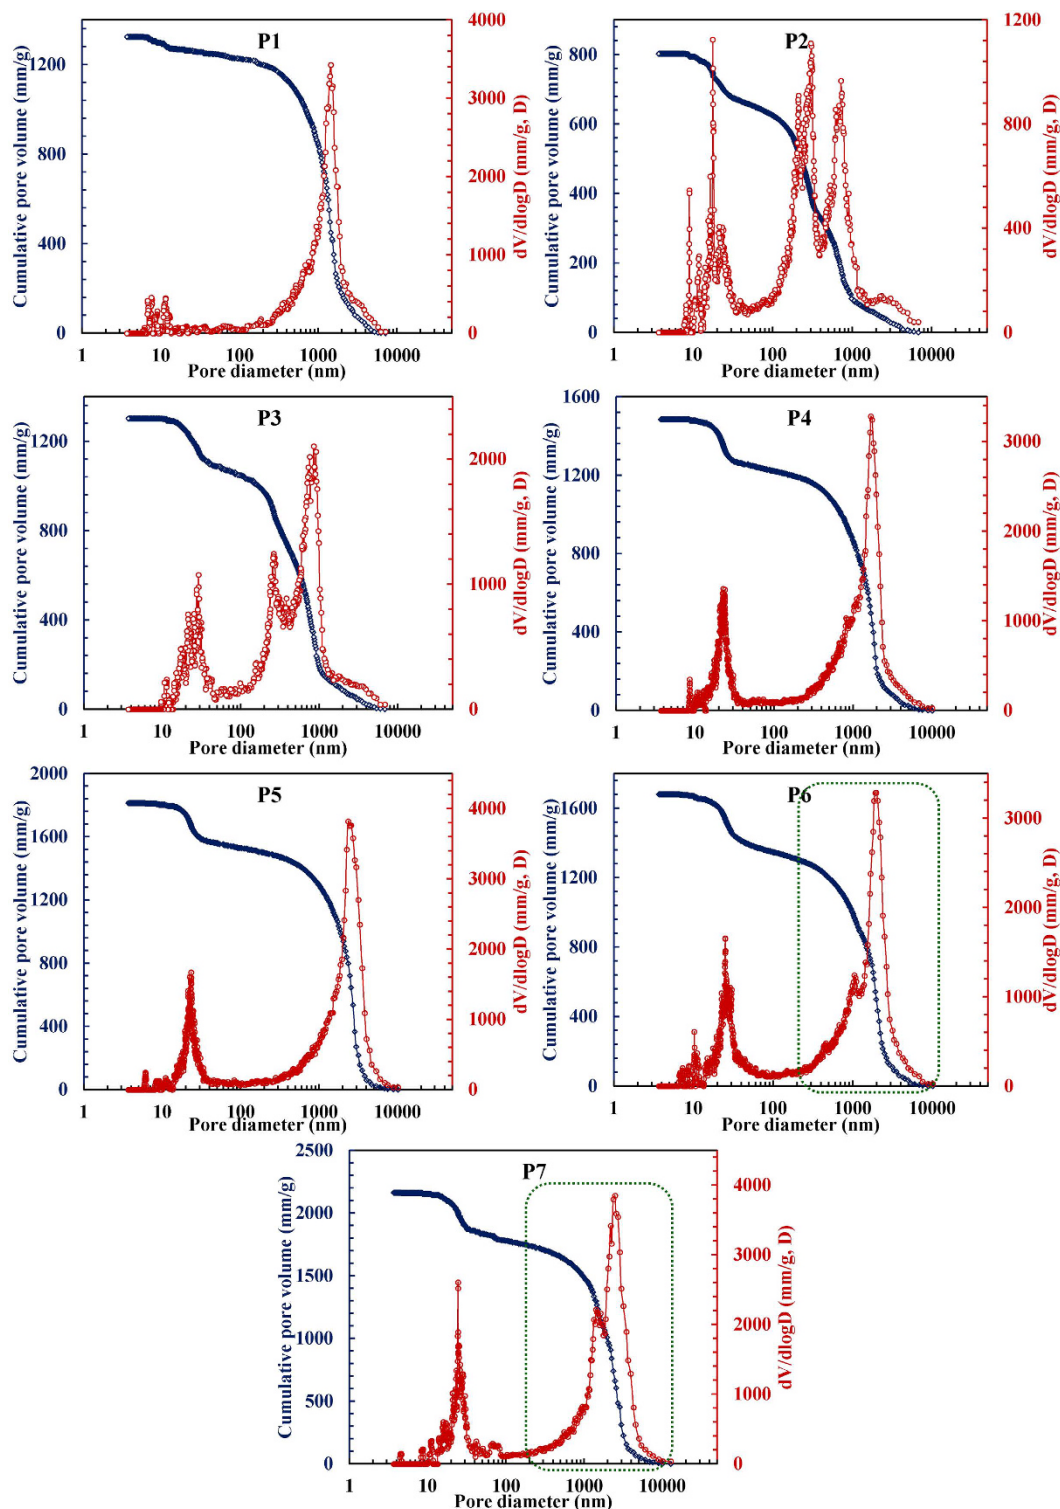 P1
Cumulative pore volume (mm/g)
1200
800
400
0
4000
3000
2000
1000
0
dV/dlogD (mm/g, D)
1 10 100 1000 10000
Pore diameter (nm)
P2
Cumulative pore volume (mm/g)
800
600
400
200
0
1200
800
400
0
dV/dlogD (mm/g, D)
1 10 100 1000 10000
Pore diameter (nm)
P3
Cumulative pore volume (mm/g)
1200
800
400
0
2000
1000
0
dV/dlogD (mm/g, D)
1 10 100 1000 10000
Pore diameter (nm)
P4
Cumulative pore volume (mm/g)
1600
1200
800
400
0
3000
2000
1000
0
dV/dlogD (mm/g, D)
1 10 100 1000 10000
Pore diameter (nm)
P5
Cumulative pore volume (mm/g)
2000
1600
1200
800
400
0
4000
3000
2000
1000
0
dV/dlogD (mm/g, D)
1 10 100 1000 10000
Pore diameter (nm)
P6
Cumulative pore volume (mm/g)
1600
1200
800
400
0
3000
2000
1000
0
dV/dlogD (mm/g, D)
1 10 100 1000 10000
Pore diameter (nm)
P7
Cumulative pore volume (mm/g)
2500
2000
1500
1000
500
0
4000
3000
2000
1000
0
dV/dlogD (mm/g, D)
1 10 100 1000 10000
Pore diameter (nm)